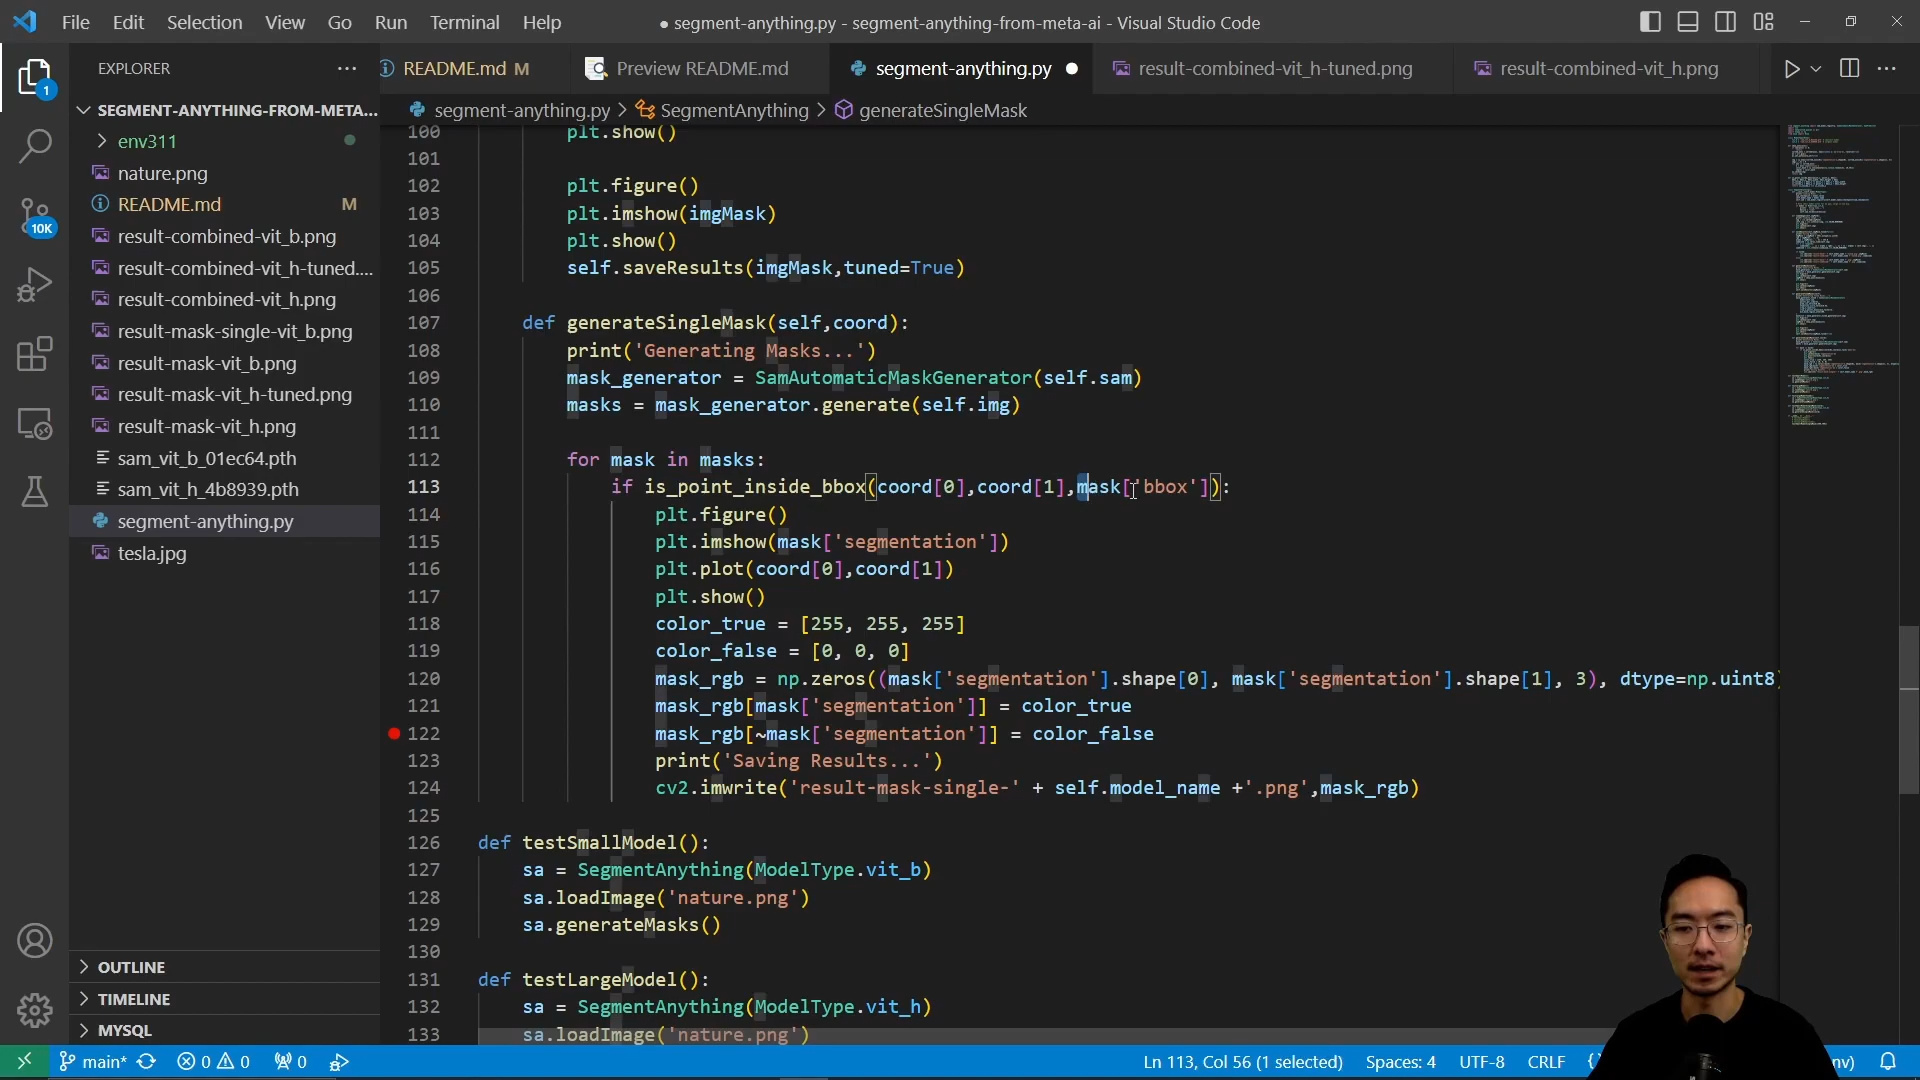 File Edit Selection View Go Run Terminal Help
● segment-anything.py - segment-anything-from-meta-ai - Visual Studio Code
EXPLORER
README.md M
Preview README.md
segment-anything.py
result-combined-vit_h-tuned.png
result-combined-vit_h.png
SEGMENT-ANYTHING-FROM-META...
segment-anything.py > SegmentAnything > generateSingleMask
1
10K
env311
nature.png
README.md M
result-combined-vit_b.png
result-combined-vit_h-tuned....
result-combined-vit_h.png
result-mask-single-vit_b.png
result-mask-vit_b.png
result-mask-vit_h-tuned.png
result-mask-vit_h.png
sam_vit_b_01ec64.pth
sam_vit_h_4b8939.pth
segment-anything.py
tesla.jpg
OUTLINE
TIMELINE
MYSQL
100 plt.show()
101
102 plt.figure()
103 plt.imshow(imgMask)
104 plt.show()
105 self.saveResults(imgMask,tuned=True)
106
107 def generateSingleMask(self,coord):
108 print('Generating Masks...')
109 mask_generator = SamAutomaticMaskGenerator(self.sam)
110 masks = mask_generator.generate(self.img)
111
112 for mask in masks:
113 if is_point_inside_bbox(coord[0],coord[1],mask['bbox']):
114 plt.figure()
115 plt.imshow(mask['segmentation'])
116 plt.plot(coord[0],coord[1])
117 plt.show()
118 color_true = [255, 255, 255]
119 color_false = [0, 0, 0]
120 mask_rgb = np.zeros((mask['segmentation'].shape[0], mask['segmentation'].shape[1], 3), dtype=np.uint8)
121 mask_rgb[mask['segmentation']] = color_true
122 mask_rgb[~mask['segmentation']] = color_false
123 print('Saving Results...')
124 cv2.imwrite('result-mask-single-' + self.model_name +'.png',mask_rgb)
125
126 def testSmallModel():
127 sa = SegmentAnything(ModelType.vit_b)
128 sa.loadImage('nature.png')
129 sa.generateMasks()
130
131 def testLargeModel():
132 sa = SegmentAnything(ModelType.vit_h)
133 sa.loadImage('nature.png')
main* 0 0 0
Ln 113, Col 56 (1 selected) Spaces: 4 UTF-8 CRLF { nv)